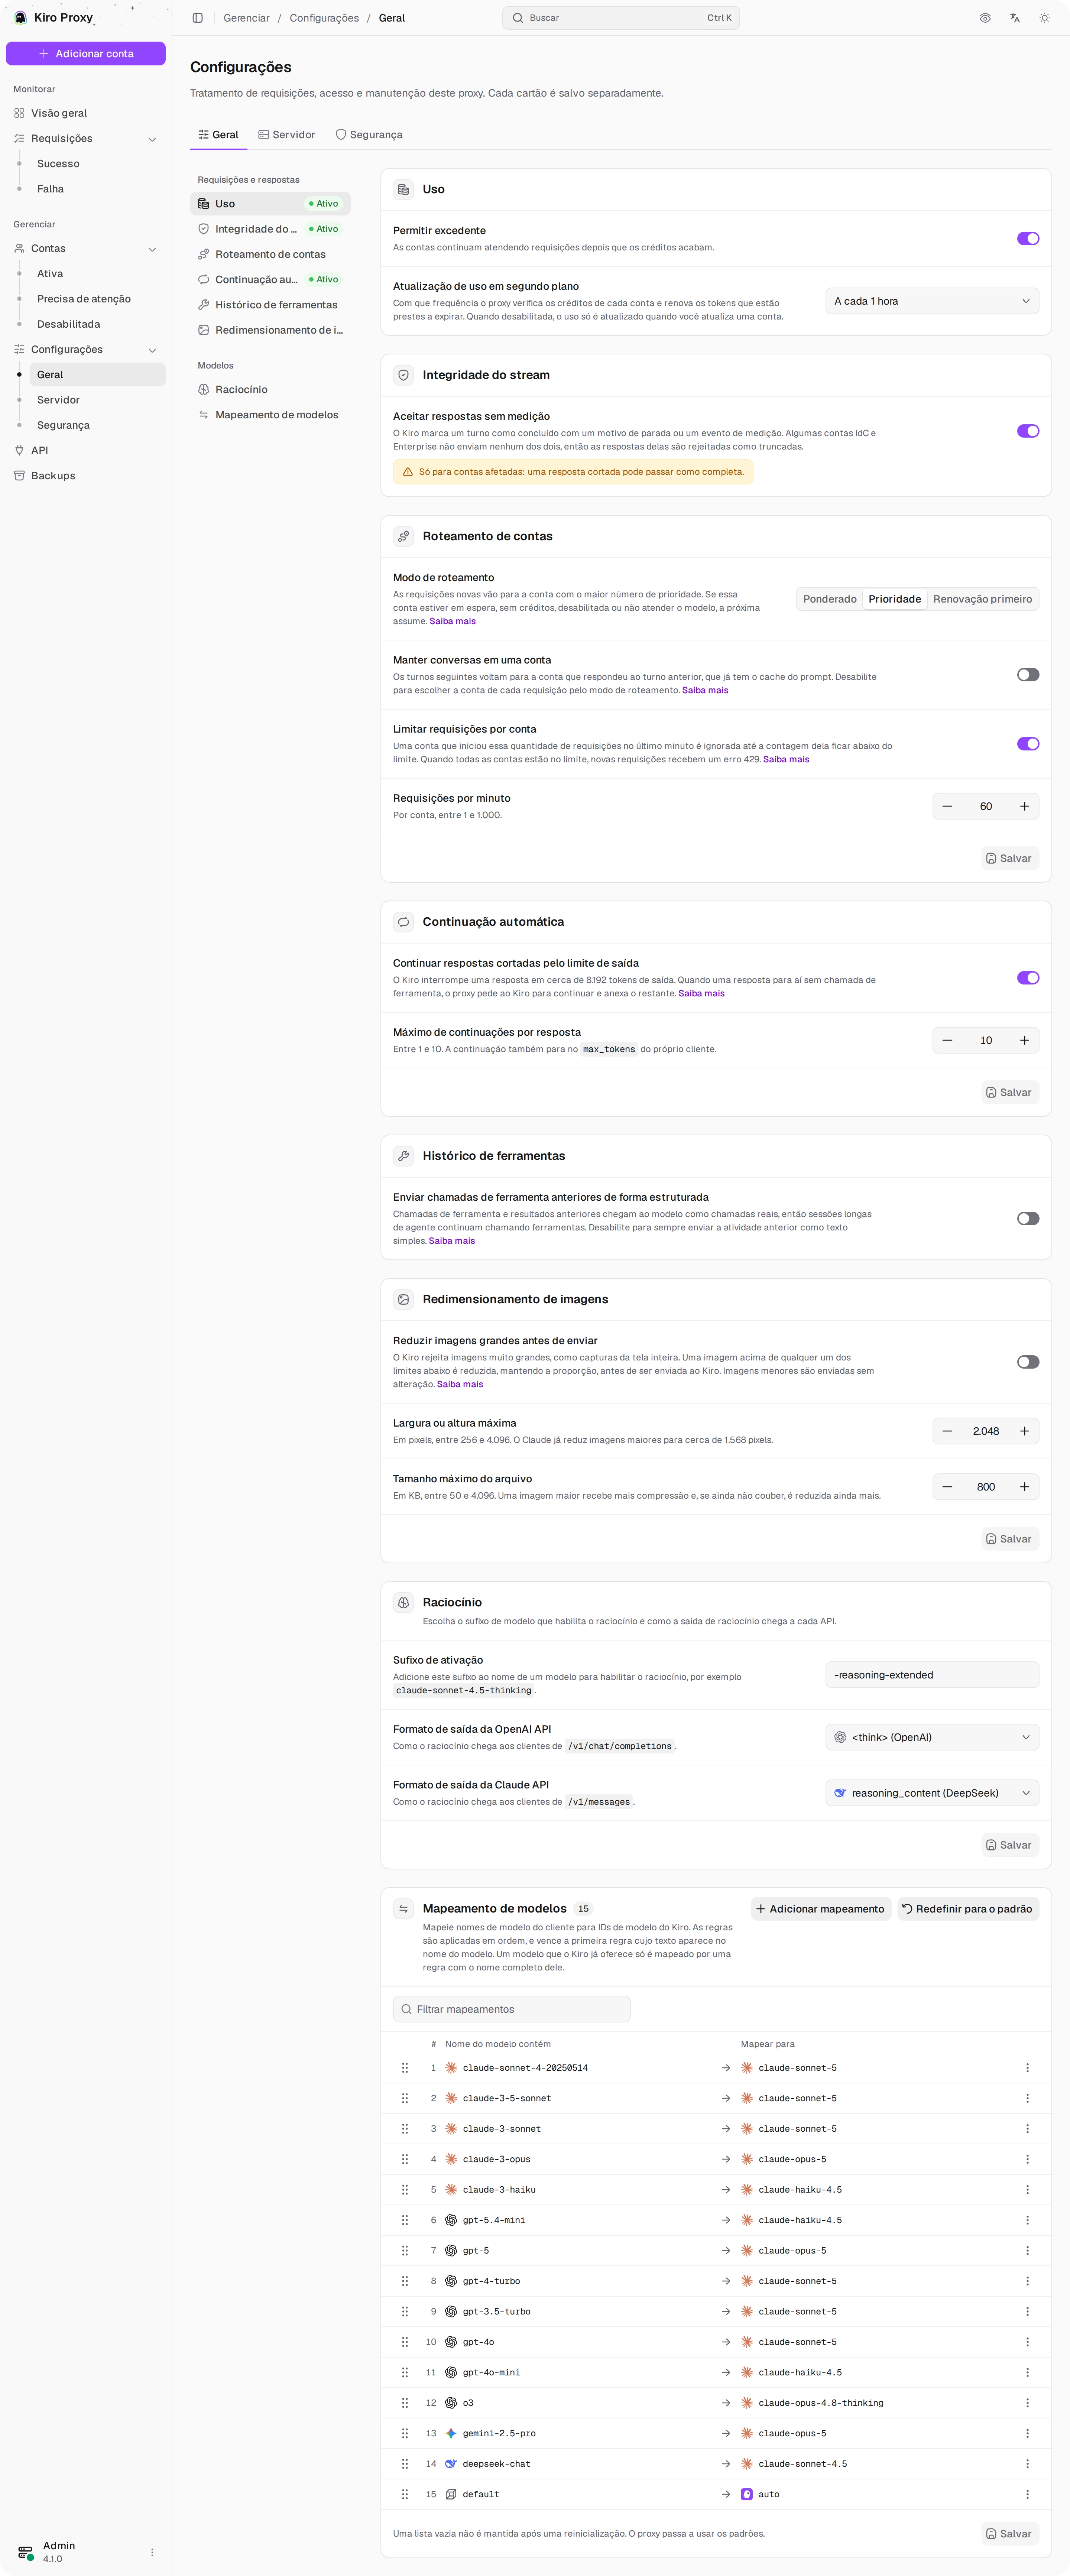 Kiro Proxy
Adicionar conta
Monitorar
Visão geral
Requisições
Sucesso
Falha
Gerenciar
Contas
Ativa
Precisa de atenção
Desabilitada
Configurações
Geral
Servidor
Segurança
API
Backups
Admin
4.1.0
Gerenciar / Configurações / Geral
Buscar Ctrl K
Configurações
Tratamento de requisições, acesso e manutenção deste proxy. Cada cartão é salvo separadamente.
Geral Servidor Segurança
Requisições e respostas
Uso Ativo
Integridade do ... Ativo
Roteamento de contas
Continuação au... Ativo
Histórico de ferramentas
Redimensionamento de i...
Modelos
Raciocínio
Mapeamento de modelos
Uso
Permitir excedente
As contas continuam atendendo requisições depois que os créditos acabam.
Atualização de uso em segundo plano
Com que frequência o proxy verifica os créditos de cada conta e renova os tokens que estão
prestes a expirar. Quando desabilitada, o uso só é atualizado quando você atualiza uma conta.
A cada 1 hora
Integridade do stream
Aceitar respostas sem medição
O Kiro marca um turno como concluído com um motivo de parada ou um evento de medição. Algumas contas IdC e
Enterprise não enviam nenhum dos dois, então as respostas delas são rejeitadas como truncadas.
Só para contas afetadas: uma resposta cortada pode passar como completa.
Roteamento de contas
Modo de roteamento
As requisições novas vão para a conta com o maior número de prioridade. Se essa
conta estiver em espera, sem créditos, desabilitada ou não atender o modelo, a próxima
assume. Saiba mais
Ponderado Prioridade Renovação primeiro
Manter conversas em uma conta
Os turnos seguintes voltam para a conta que respondeu ao turno anterior, que já tem o cache do prompt. Desabilite
para escolher a conta de cada requisição pelo modo de roteamento. Saiba mais
Limitar requisições por conta
Uma conta que iniciou essa quantidade de requisições no último minuto é ignorada até a contagem dela ficar abaixo do
limite. Quando todas as contas estão no limite, novas requisições recebem um erro 429. Saiba mais
Requisições por minuto
Por conta, entre 1 e 1.000.
60
Salvar
Continuação automática
Continuar respostas cortadas pelo limite de saída
O Kiro interrompe uma resposta em cerca de 8.192 tokens de saída. Quando uma resposta para aí sem chamada de
ferramenta, o proxy pede ao Kiro para continuar e anexa o restante. Saiba mais
Máximo de continuações por resposta
Entre 1 e 10. A continuação também para no max_tokens do próprio cliente.
10
Salvar
Histórico de ferramentas
Enviar chamadas de ferramenta anteriores de forma estruturada
Chamadas de ferramenta e resultados anteriores chegam ao modelo como chamadas reais, então sessões longas
de agente continuam chamando ferramentas. Desabilite para sempre enviar a atividade anterior como texto
simples. Saiba mais
Redimensionamento de imagens
Reduzir imagens grandes antes de enviar
O Kiro rejeita imagens muito grandes, como capturas da tela inteira. Uma imagem acima de qualquer um dos
limites abaixo é reduzida, mantendo a proporção, antes de ser enviada ao Kiro. Imagens menores são enviadas sem
alteração. Saiba mais
Largura ou altura máxima
Em pixels, entre 256 e 4.096. O Claude já reduz imagens maiores para cerca de 1.568 pixels.
2.048
Tamanho máximo do arquivo
Em KB, entre 50 e 4.096. Uma imagem maior recebe mais compressão e, se ainda não couber, é reduzida ainda mais.
800
Salvar
Raciocínio
Escolha o sufixo de modelo que habilita o raciocínio e como a saída de raciocínio chega a cada API.
Sufixo de ativação
Adicione este sufixo ao nome de um modelo para habilitar o raciocínio, por exemplo
claude-sonnet-4.5-thinking.
-reasoning-extended
Formato de saída da OpenAI API
Como o raciocínio chega aos clientes de /v1/chat/completions.
<think> (OpenAI)
Formato de saída da Claude API
Como o raciocínio chega aos clientes de /v1/messages.
reasoning_content (DeepSeek)
Salvar
Mapeamento de modelos 15
Adicionar mapeamento Redefinir para o padrão
Mapeie nomes de modelo do cliente para IDs de modelo do Kiro. As regras
são aplicadas em ordem, e vence a primeira regra cujo texto aparece no
nome do modelo. Um modelo que o Kiro já oferece só é mapeado por uma
regra com o nome completo dele.
Filtrar mapeamentos
# Nome do modelo contém Mapear para
1 claude-sonnet-4-20250514 → claude-sonnet-5
2 claude-3-5-sonnet → claude-sonnet-5
3 claude-3-sonnet → claude-sonnet-5
4 claude-3-opus → claude-opus-5
5 claude-3-haiku → claude-haiku-4.5
6 gpt-5.4-mini → claude-haiku-4.5
7 gpt-5 → claude-opus-5
8 gpt-4-turbo → claude-sonnet-5
9 gpt-3.5-turbo → claude-sonnet-5
10 gpt-4o → claude-sonnet-5
11 gpt-4o-mini → claude-haiku-4.5
12 o3 → claude-opus-4.8-thinking
13 gemini-2.5-pro → claude-opus-5
14 deepseek-chat → claude-sonnet-4.5
15 default → auto
Uma lista vazia não é mantida após uma reinicialização. O proxy passa a usar os padrões.
Salvar